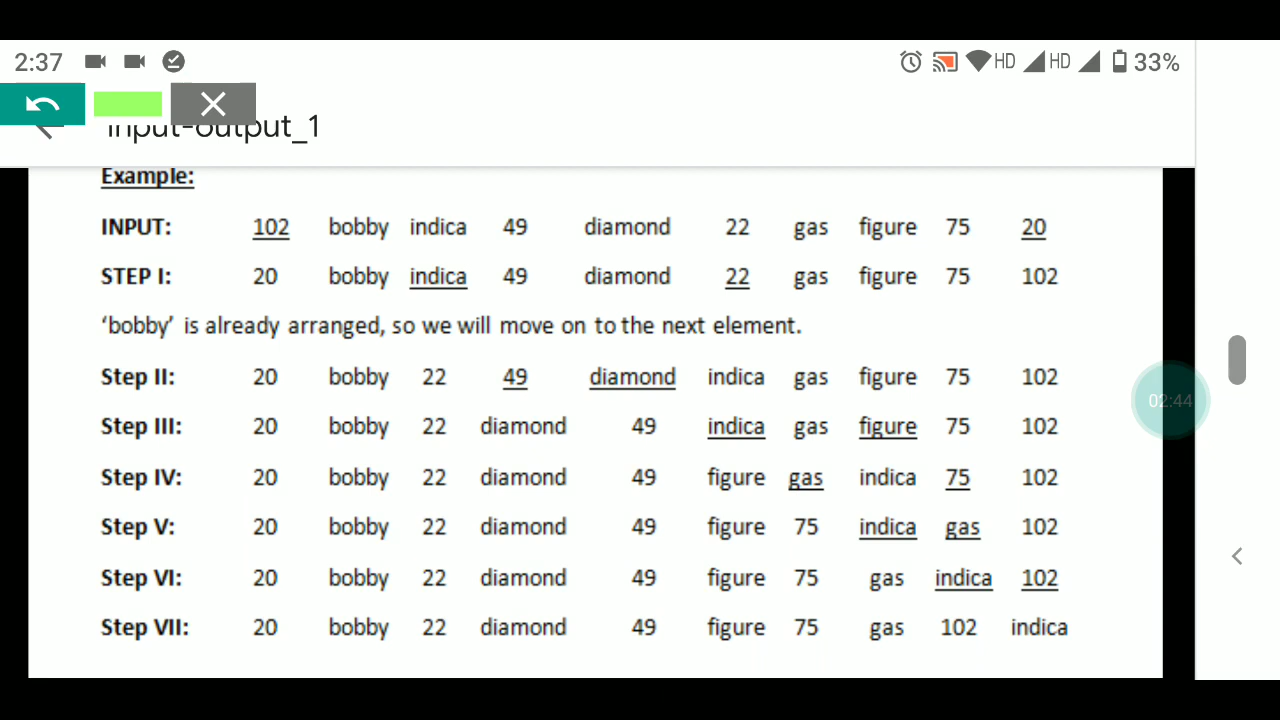 2:37 HD HD 33%
input-output_1
Example:
INPUT: 102 bobby indica 49 diamond 22 gas figure 75 20
STEP I: 20 bobby indica 49 diamond 22 gas figure 75 102
‘bobby’ is already arranged, so we will move on to the next element.
Step II: 20 bobby 22 49 diamond indica gas figure 75 102
Step III: 20 bobby 22 diamond 49 indica gas figure 75 102
02:44
Step IV: 20 bobby 22 diamond 49 figure gas indica 75 102
Step V: 20 bobby 22 diamond 49 figure 75 indica gas 102
Step VI: 20 bobby 22 diamond 49 figure 75 gas indica 102
Step VII: 20 bobby 22 diamond 49 figure 75 gas 102 indica